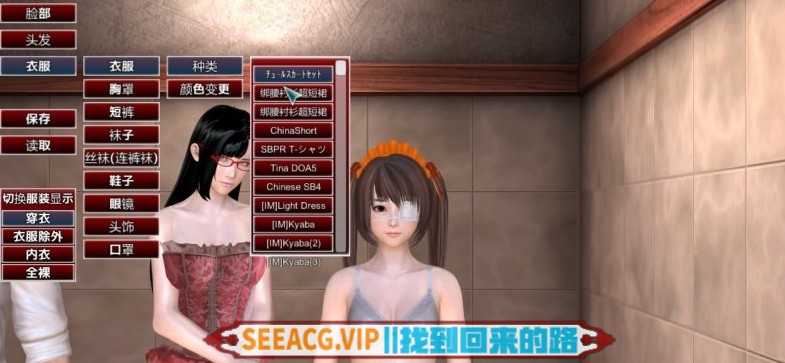 脸部
头发
衣服
保存
读取
切换服装显示
穿衣
衣服除外
内衣
全裸
衣服
胸罩
短裤
袜子
丝袜(连裤袜)
鞋子
眼镜
头饰
口罩
种类
颜色变更
チュールスカートセット
绑腰衬衫超短裙
绑腰衬衫超短裙
ChinaShort
SBPR T-シャツ
Tina DOA5
Chinese SB4
[IM]Light Dress
[IM]Kyaba
[IM]Kyaba(2)
[IM]Kyaba(3)
SEEACG.VIP||找到回来的路